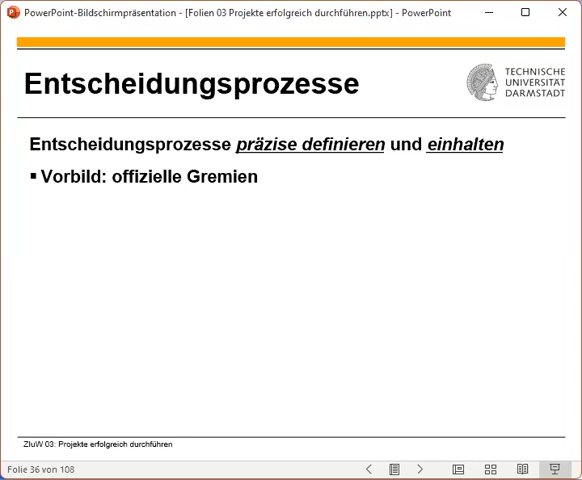 PowerPoint-Bildschirmpräsentation - [Folien 03 Projekte erfolgreich durchführen.pptx] - PowerPoint
Entscheidungsprozesse
TECHNISCHE
UNIVERSITÄT
DARMSTADT
Entscheidungsprozesse präzise definieren und einhalten
▪ Vorbild: offizielle Gremien
ZIuW 03: Projekte erfolgreich durchführen
Folie 36 von 108